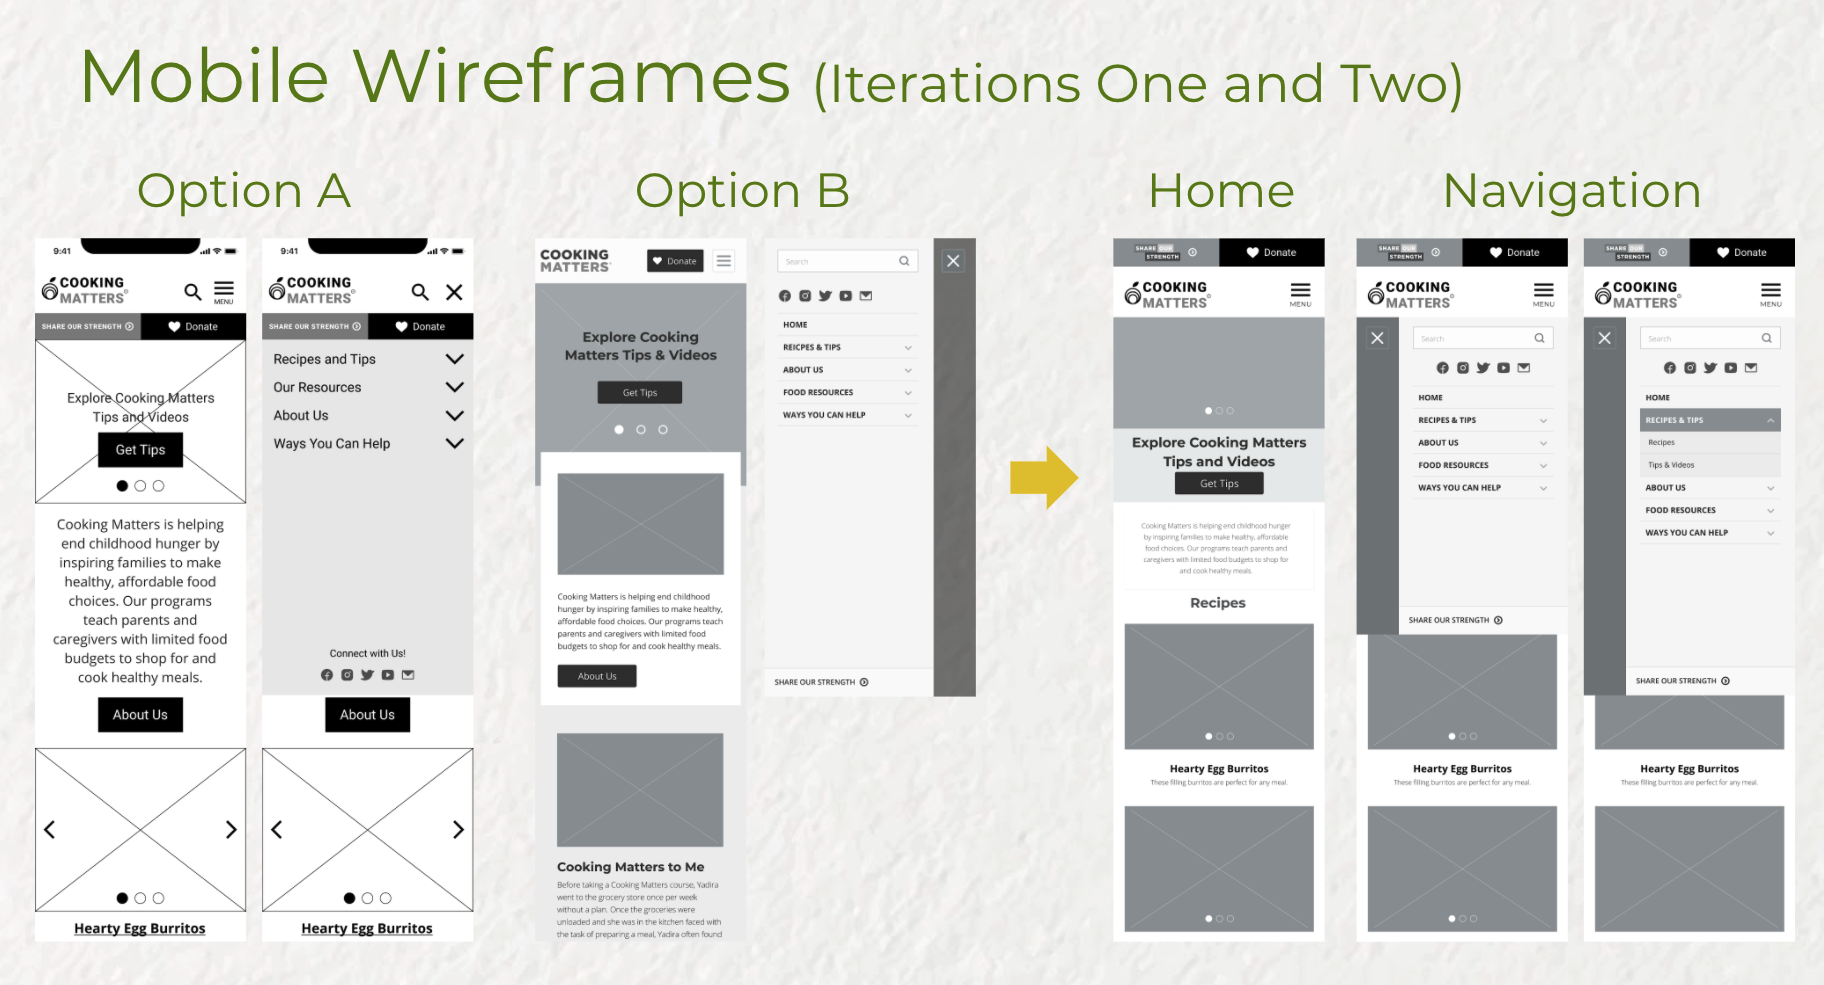 Mobile Wireframes (Iterations One and Two)
Option A
9:41
COOKING
MATTERS®
MENU
SHARE OUR STRENGTH
Donate
Explore Cooking Matters
Tips and Videos
Get Tips
Cooking Matters is helping
end childhood hunger by
inspiring families to make
healthy, affordable food
choices. Our programs
teach parents and
caregivers with limited food
budgets to shop for and
cook healthy meals.
About Us
Hearty Egg Burritos
9:41
COOKING
MATTERS®
SHARE OUR STRENGTH
Donate
Recipes and Tips
Our Resources
About Us
Ways You Can Help
Connect with Us!
About Us
Hearty Egg Burritos
Option B
COOKING
MATTERS®
Donate
Explore Cooking
Matters Tips & Videos
Get Tips
Cooking Matters is helping end childhood
hunger by inspiring families to make healthy,
affordable food choices. Our programs teach
parents and caregivers with limited food
budgets to shop for and cook healthy meals.
About Us
Cooking Matters to Me
Before taking a Cooking Matters course, Yadira
went to the grocery store once per week
without a plan. Once the groceries were
unloaded and she was in the kitchen faced with
the task of preparing a meal, Yadira often found
Search
HOME
REICPES & TIPS
ABOUT US
FOOD RESOURCES
WAYS YOU CAN HELP
SHARE OUR STRENGTH
Home
SHARE OUR
STRENGTH
Donate
COOKING
MATTERS®
MENU
Explore Cooking Matters
Tips and Videos
Get Tips
Cooking Matters is helping end childhood hunger
by inspiring families to make healthy, affordable
food choices. Our programs teach parents and
caregivers with limited food budgets to shop for
and cook healthy meals.
Recipes
Hearty Egg Burritos
These filling burritos are perfect for any meal.
Navigation
SHARE OUR
STRENGTH
Donate
COOKING
MATTERS®
MENU
Search
HOME
RECIPES & TIPS
ABOUT US
FOOD RESOURCES
WAYS YOU CAN HELP
SHARE OUR STRENGTH
Hearty Egg Burritos
These filling burritos are perfect for any meal.
SHARE OUR
STRENGTH
Donate
COOKING
MATTERS®
MENU
Search
HOME
RECIPES & TIPS
Recipes
Tips & Videos
ABOUT US
FOOD RESOURCES
WAYS YOU CAN HELP
SHARE OUR STRENGTH
Hearty Egg Burritos
These filling burritos are perfect for any meal.